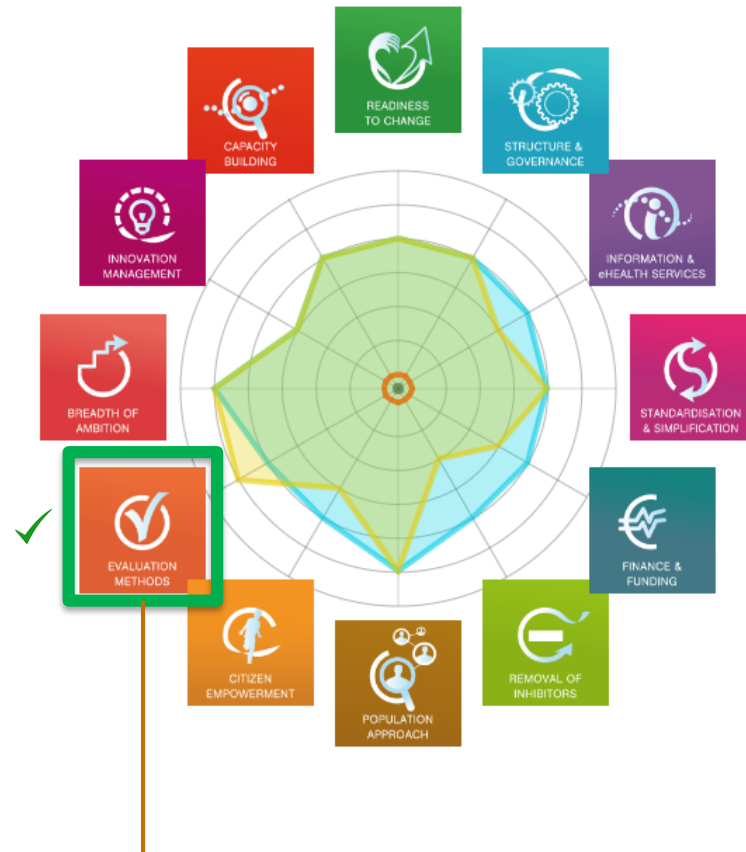 READINESS
TO CHANGE
STRUCTURE &
GOVERNANCE
INFORMATION &
eHEALTH SERVICES
STANDARDISATION
& SIMPLIFICATION
FINANCE &
FUNDING
REMOVAL OF
INHIBITORS
POPULATION
APPROACH
CITIZEN
EMPOWERMENT
EVALUATION
METHODS
BREADTH OF
AMBITION
INNOVATION
MANAGEMENT
CAPACITY
BUILDING